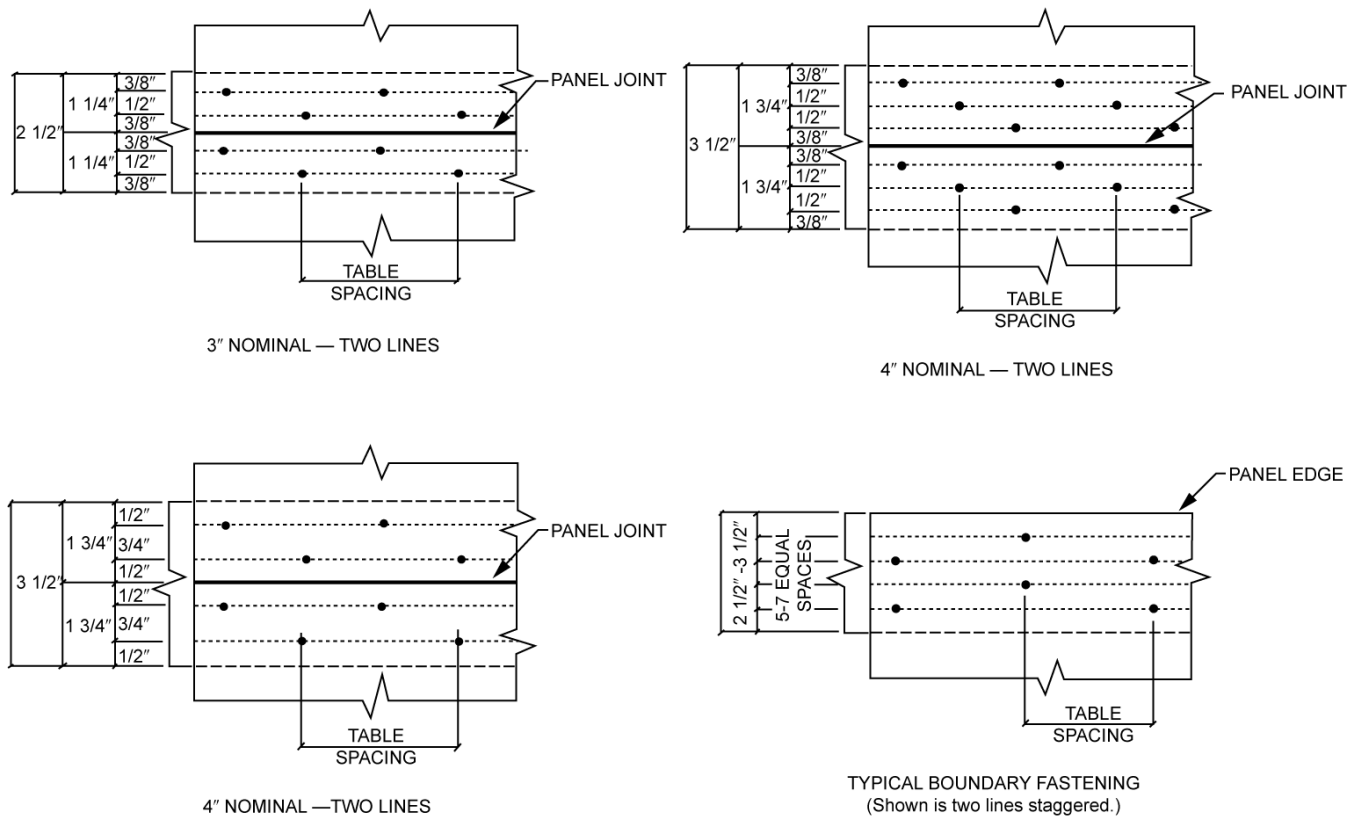 3/8″
1 1/4″
1/2″
3/8″
2 1/2″
3/8″
1 1/4″
1/2″
3/8″
PANEL JOINT
TABLE
SPACING
3″ NOMINAL — TWO LINES
3/8″
1 3/4″
1/2″
1/2″
3/8″
3 1/2″
3/8″
1 3/4″
1/2″
1/2″
3/8″
PANEL JOINT
TABLE
SPACING
4″ NOMINAL — TWO LINES
1/2″
1 3/4″
3/4″
1/2″
3 1/2″
1/2″
1 3/4″
3/4″
1/2″
PANEL JOINT
TABLE
SPACING
4″ NOMINAL —TWO LINES
PANEL EDGE
2 1/2″ -3 1/2″
5-7 EQUAL
SPACES
TABLE
SPACING
TYPICAL BOUNDARY FASTENING
(Shown is two lines staggered.)